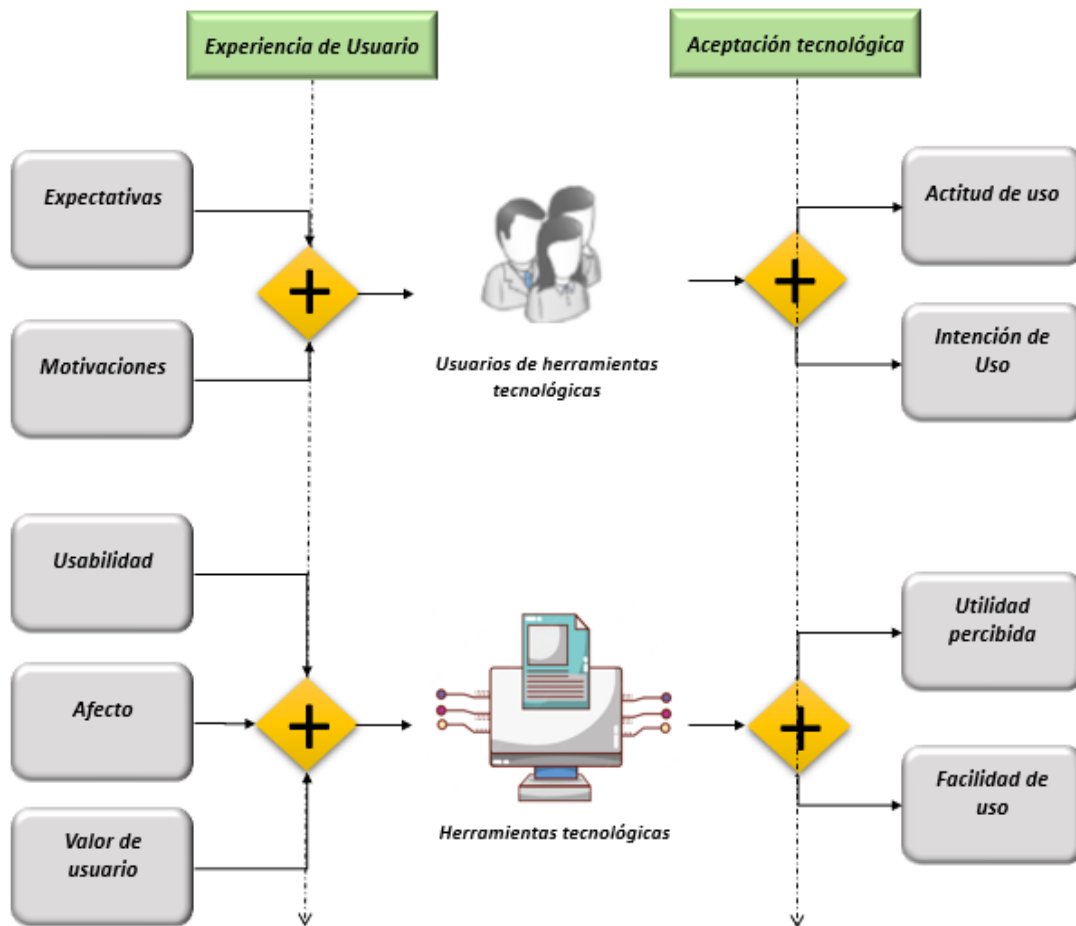 Experiencia de Usuario
Aceptación tecnológica
Expectativas
Motivaciones
Usuarios de herramientas
tecnológicas
Actitud de uso
Intención de
Uso
Usabilidad
Afecto
Valor de
usuario
Herramientas tecnológicas
Utilidad
percibida
Facilidad
de uso